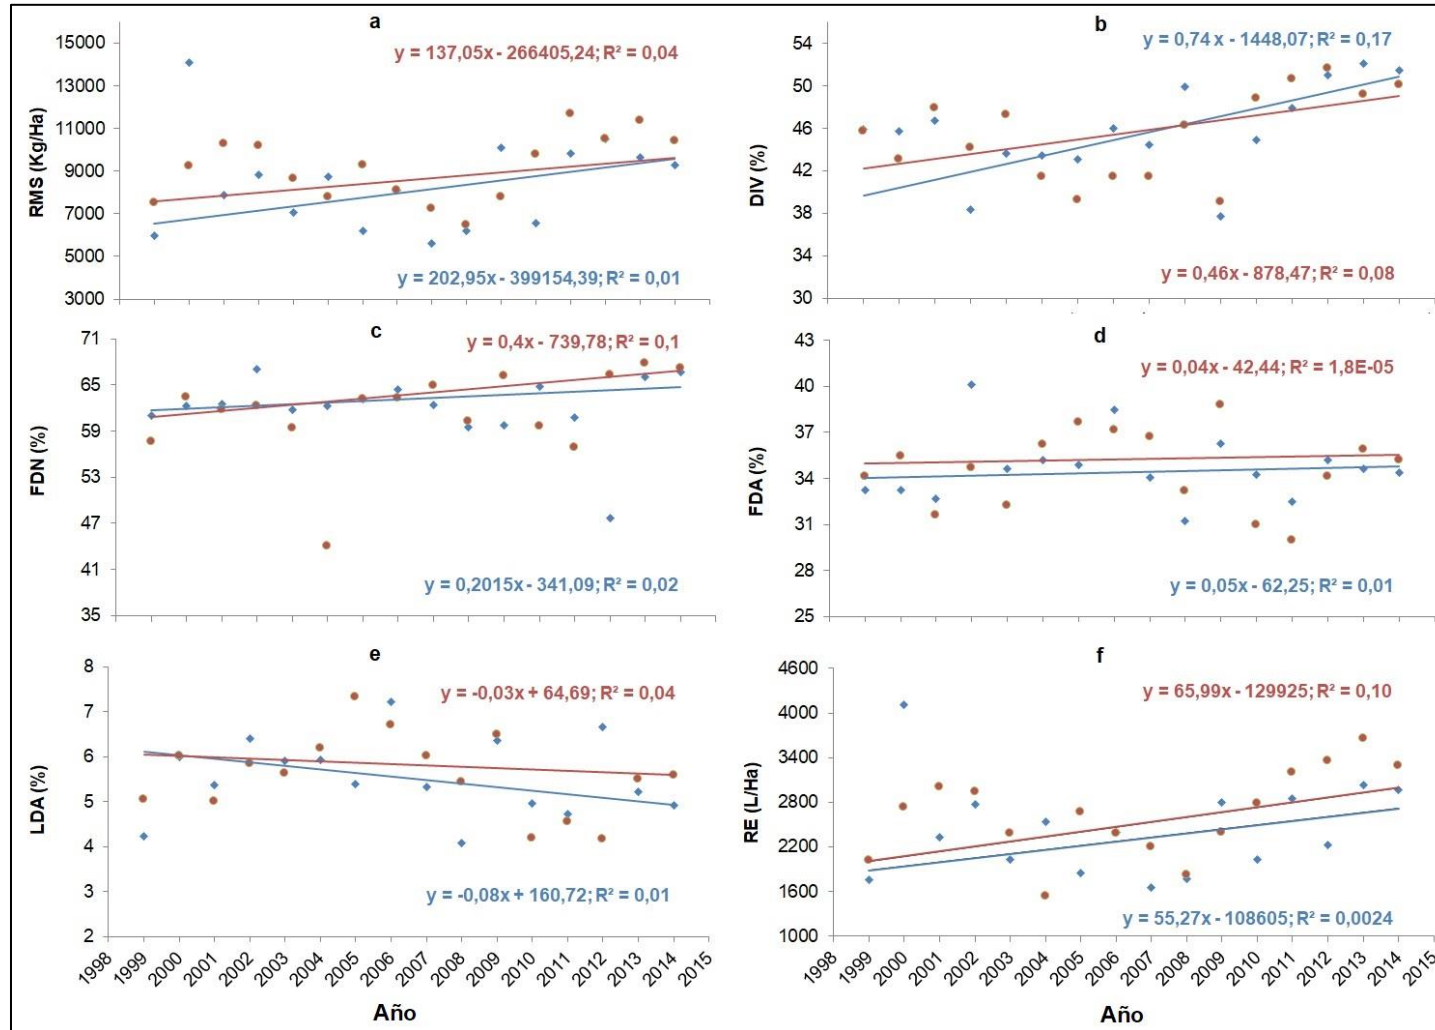 a
y = 137,05x - 266405,24; R² = 0,04
15000
13000
11000
9000
7000
5000
3000
RMS (Kg/Ha)
y = 202,95x - 399154,39; R² = 0,01
b
y = 0,74x - 1448,07; R² = 0,17
54
50
46
42
38
34
30
DIV (%)
y = 0,46x - 878,47; R² = 0,08
c
y = 0,4x - 739,78; R² = 0,1
71
65
59
53
47
41
35
FDN (%)
y = 0,2015x - 341,09; R² = 0,02
d
y = 0,04x - 42,44; R² = 1,8E-05
43
40
37
34
31
28
25
FDA (%)
y = 0,05x - 62,25; R² = 0,01
e
y = -0,03x + 64,69; R² = 0,04
8
7
6
5
4
3
2
LDA (%)
y = -0,08x + 160,72; R² = 0,01
1998 1999 2000 2001 2002 2003 2004 2005 2006 2007 2008 2009 2010 2011 2012 2013 2014 2015
Año
f
y = 65,99x - 129925; R² = 0,10
4600
4000
3400
2800
2200
1600
1000
RE (L/Ha)
y = 55,27x - 108605; R² = 0,0024
1998 1999 2000 2001 2002 2003 2004 2005 2006 2007 2008 2009 2010 2011 2012 2013 2014 2015
Año